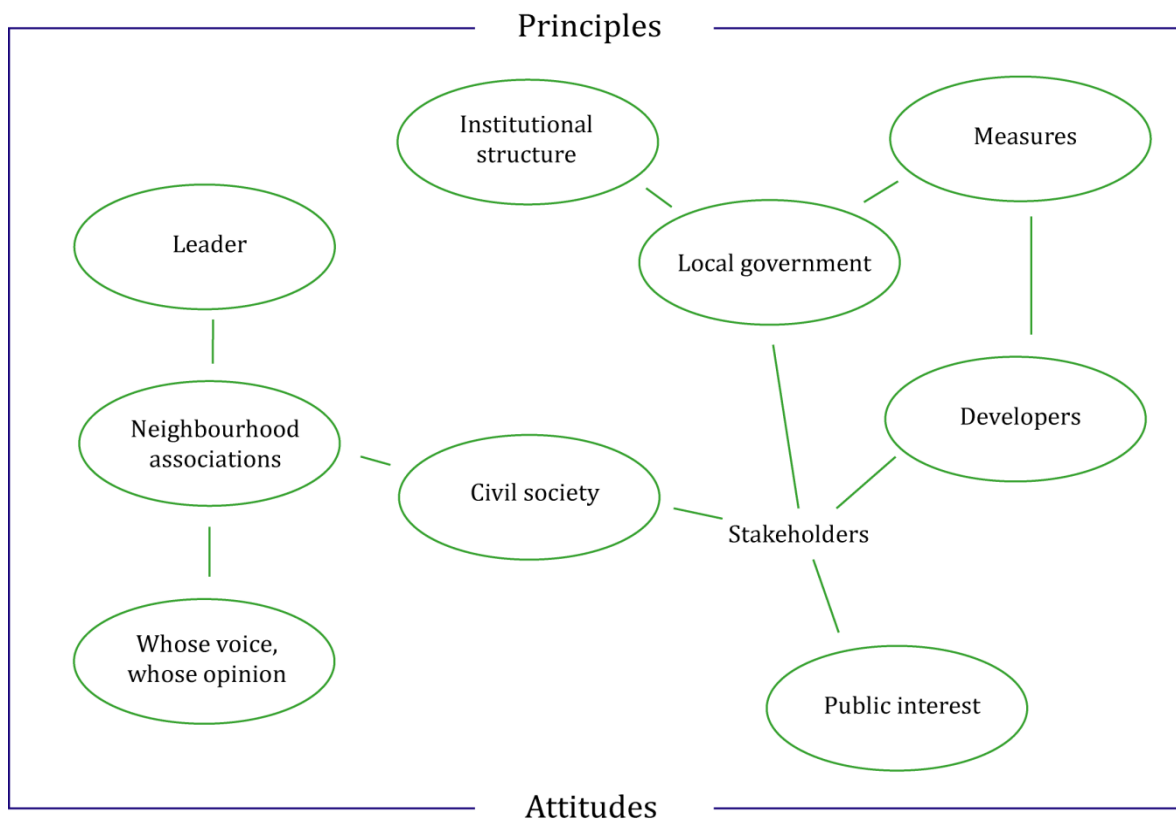 Principles
Institutional
structure
Measures
Leader
Local government
Neighbourhood
associations
Developers
Civil society
Stakeholders
Whose voice,
whose opinion
Public interest
Attitudes